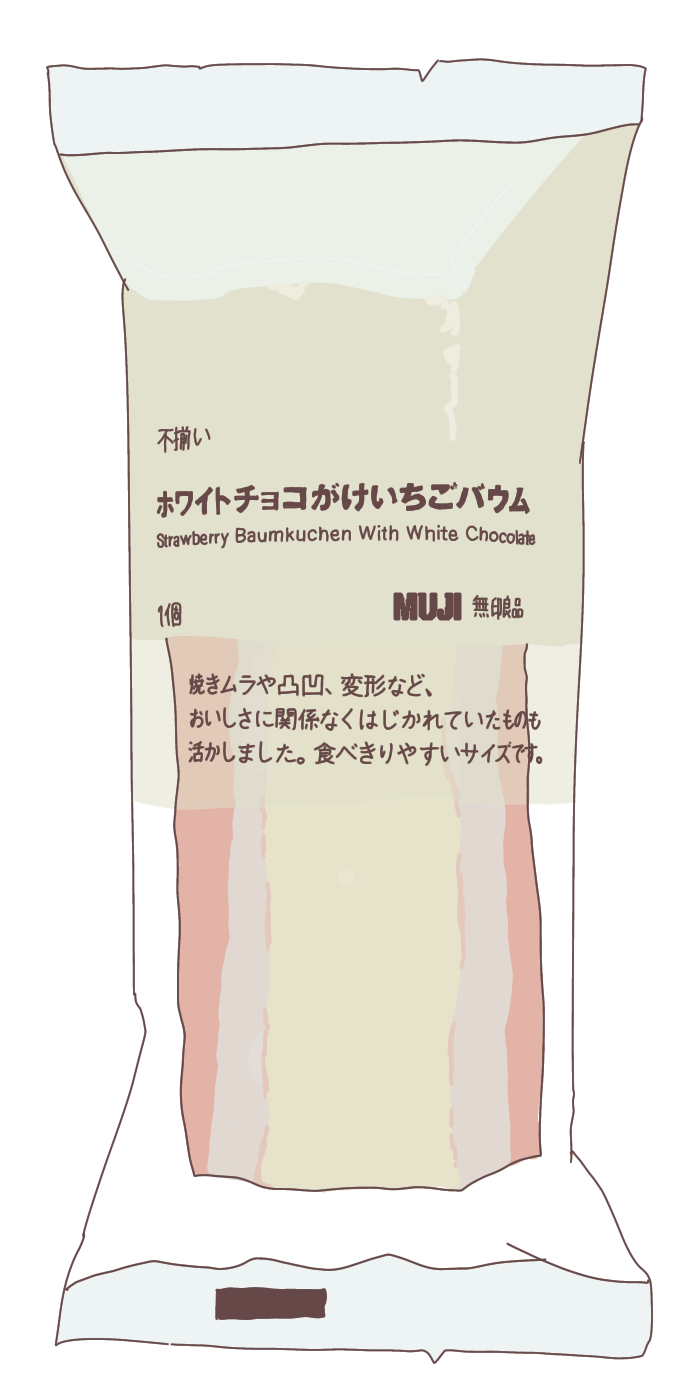 不揃い
ホワイトチョコがけいちごバウム
Strawberry Baumkuchen With White Chocolate
1個 MUJI 無印良品
焼きムラや凸凹、変形など、
おいしさに関係なくはじかれていたものも
活かしました。食べきりやすいサイズです。